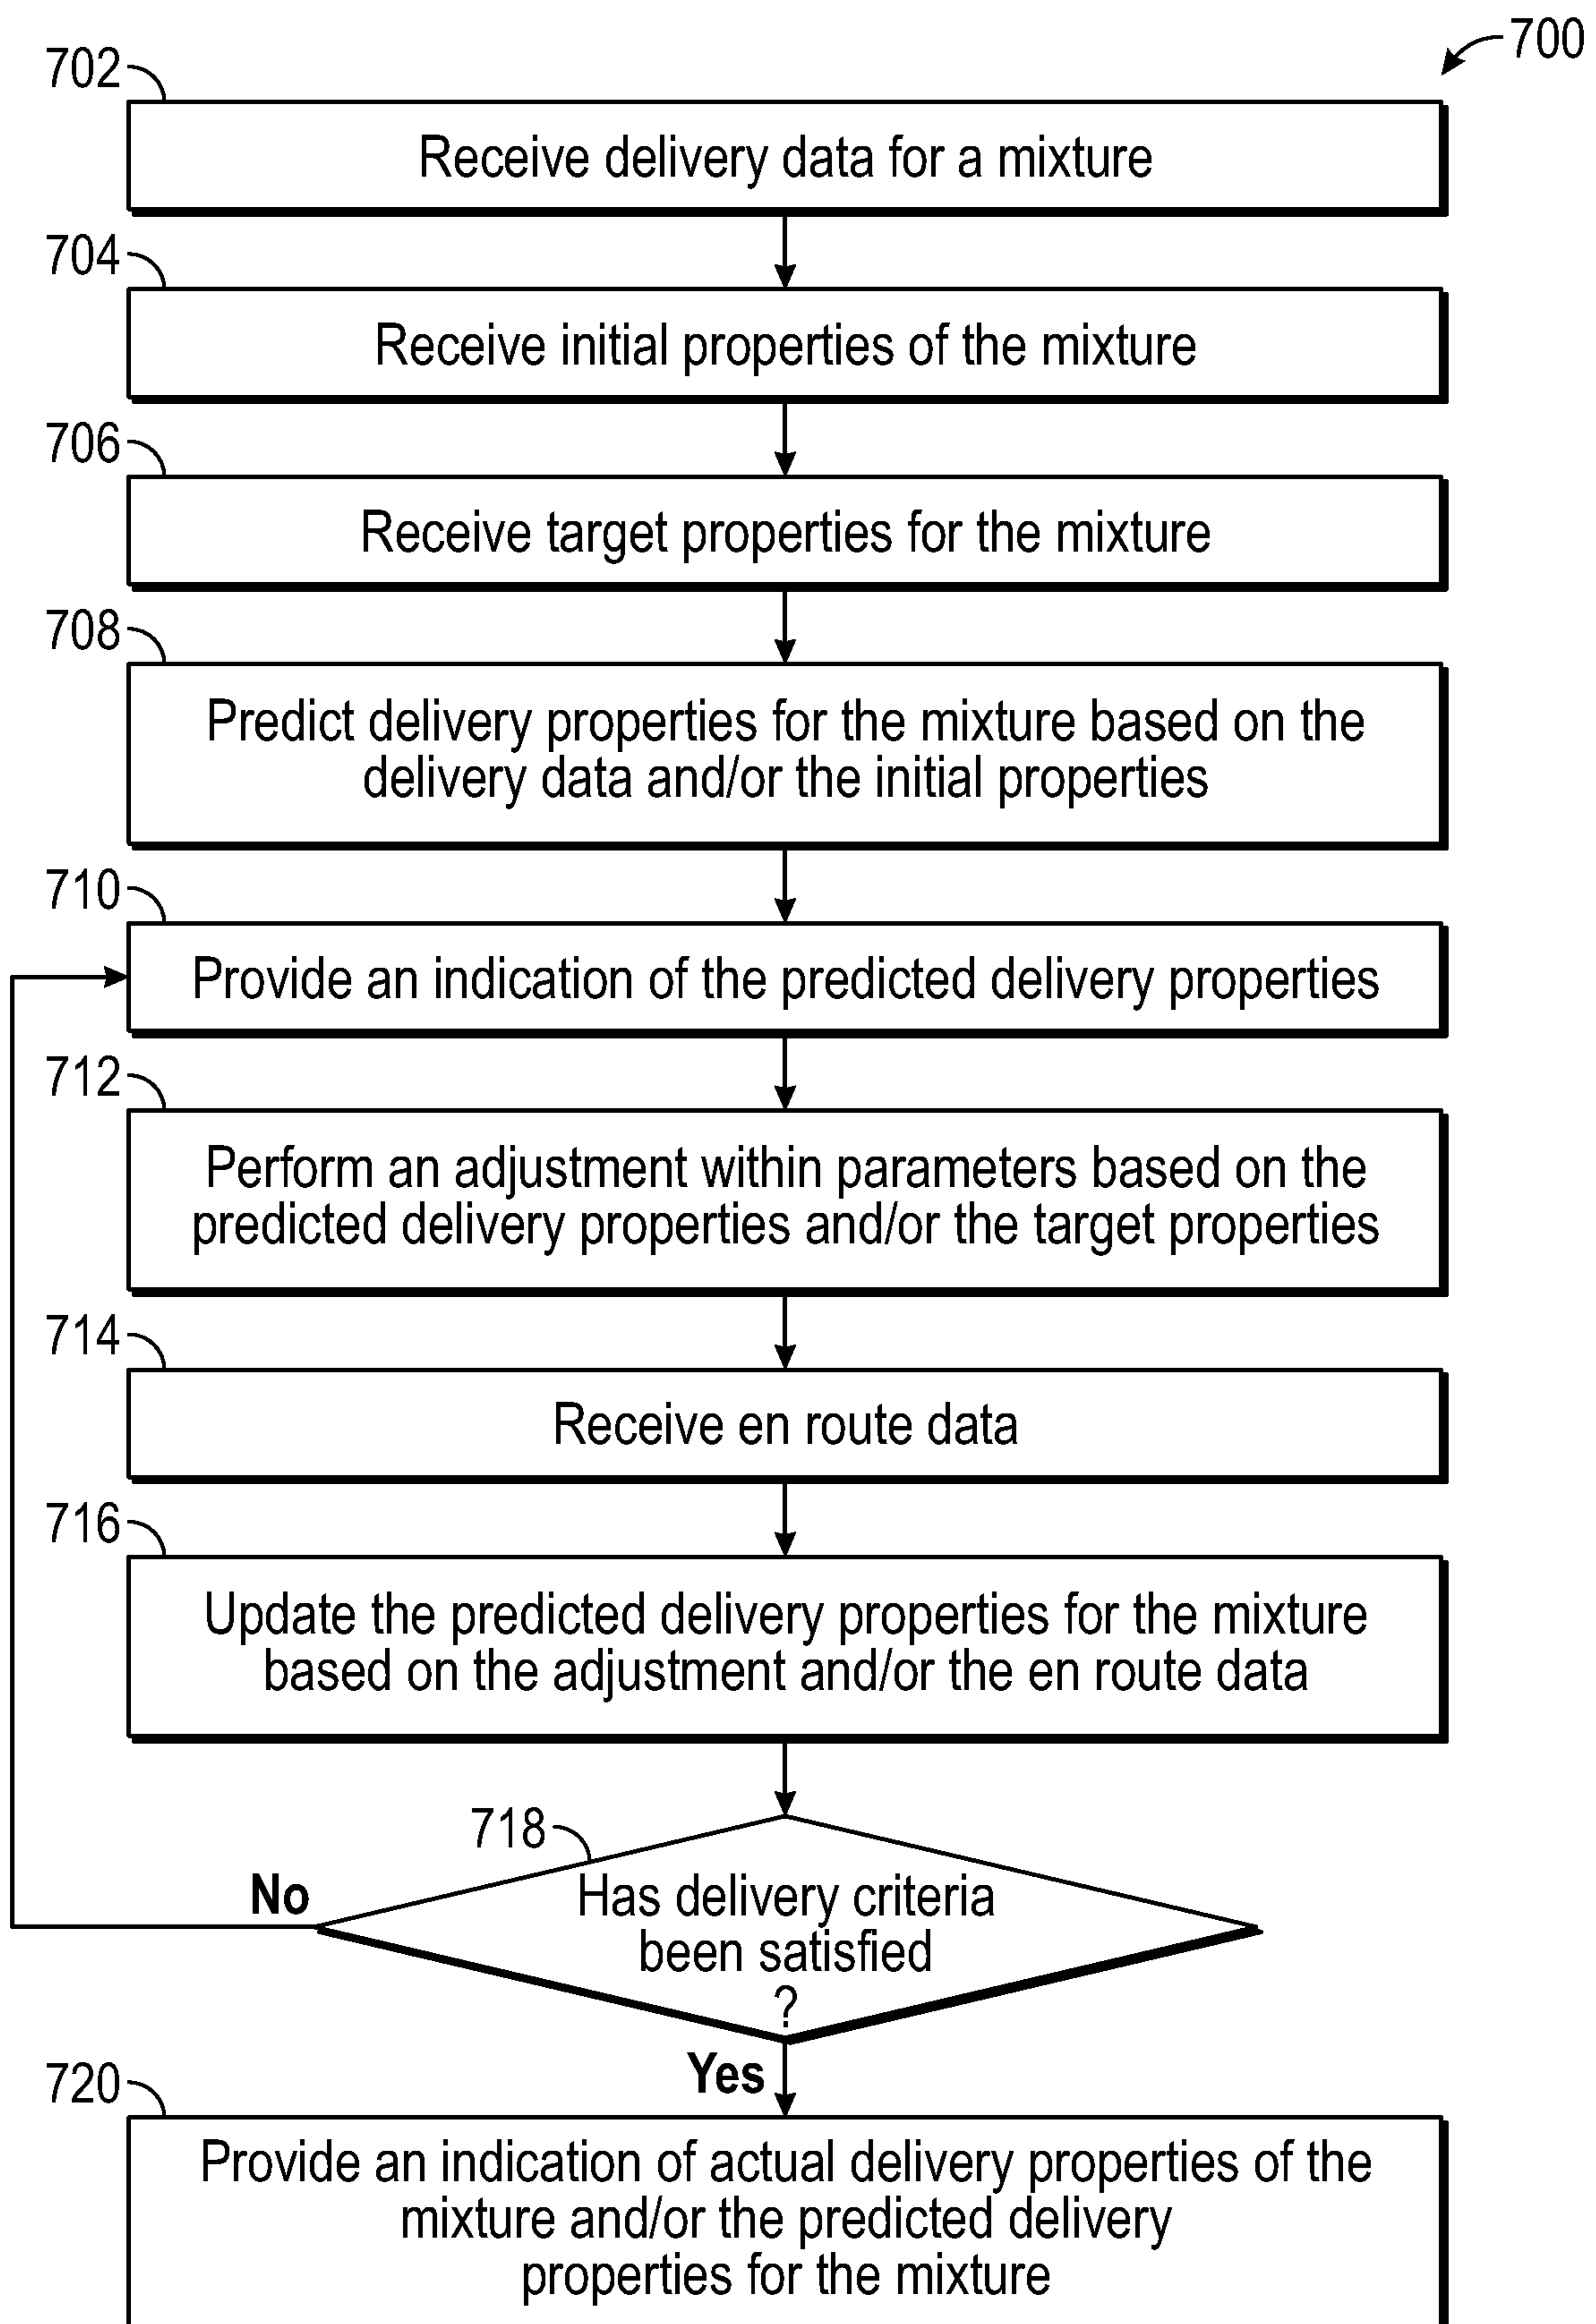 700
702
Receive delivery data for a mixture
704
Receive initial properties of the mixture
706
Receive target properties for the mixture
708
Predict delivery properties for the mixture based on the
delivery data and/or the initial properties
710
Provide an indication of the predicted delivery properties
712
Perform an adjustment within parameters based on the
predicted delivery properties and/or the target properties
714
Receive en route data
716
Update the predicted delivery properties for the mixture
based on the adjustment and/or the en route data
718
No
Has delivery criteria
been satisfied
?
Yes
720
Provide an indication of actual delivery properties of the
mixture and/or the predicted delivery
properties for the mixture